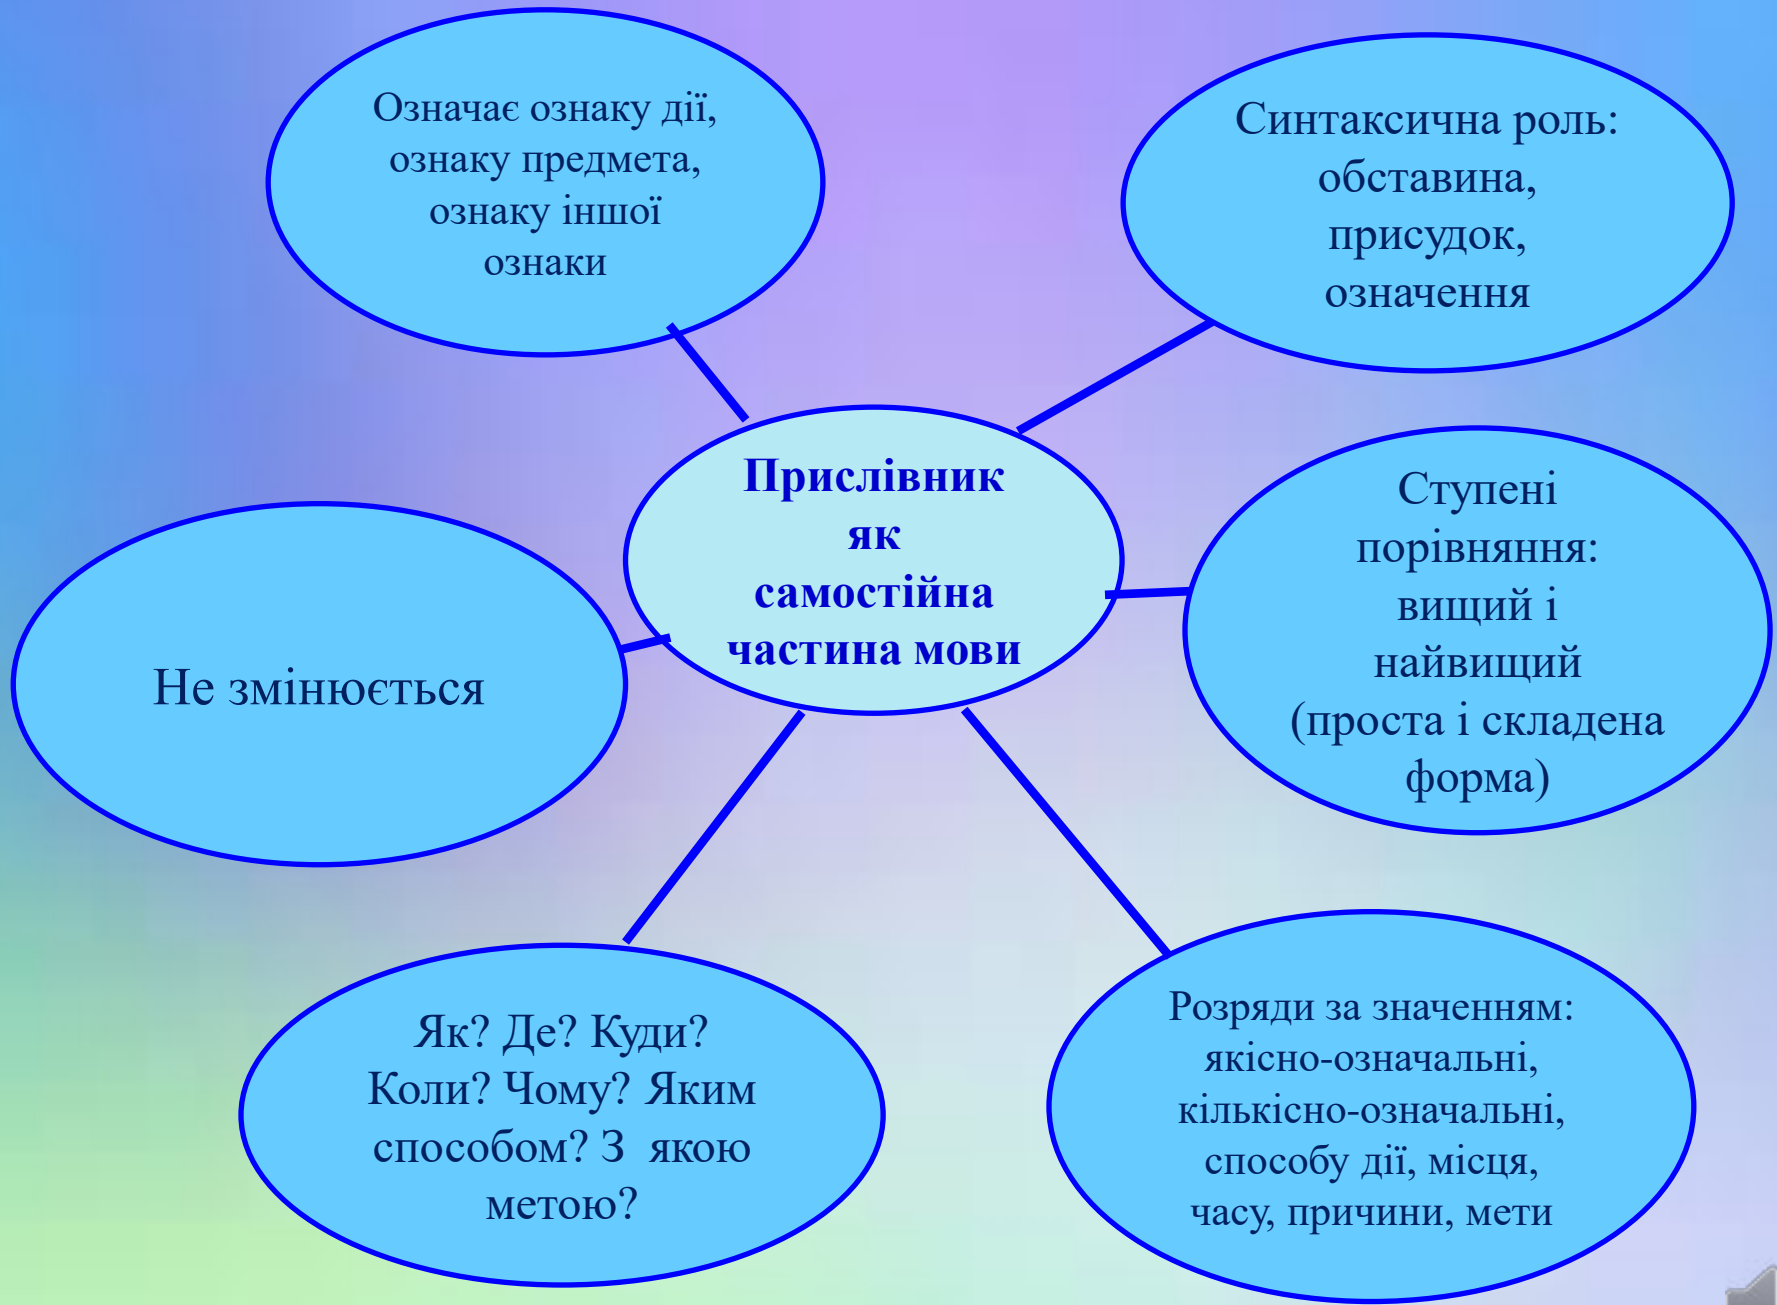 Означає ознаку дії,
ознаку предмета,
ознаку іншої
ознаки
Синтаксична роль:
обставина,
присудок,
означення
Прислівник
як
самостійна
частина мови
Ступені
порівняння:
вищий і
найвищий
(проста і складена
форма)
Не змінюється
Як? Де? Куди?
Коли? Чому? Яким
способом? З якою
метою?
Розряди за значенням:
якісно-означальні,
кількісно-означальні,
способу дії, місця,
часу, причини, мети